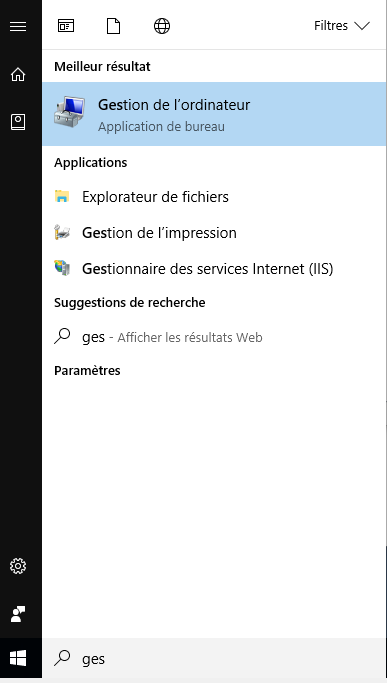 Filtres
Meilleur résultat
Gestion de l'ordinateur
Application de bureau
Applications
Explorateur de fichiers
Gestion de l'impression
Gestionnaire des services Internet (IIS)
Suggestions de recherche
ges - Afficher les résultats Web
Paramètres
ges